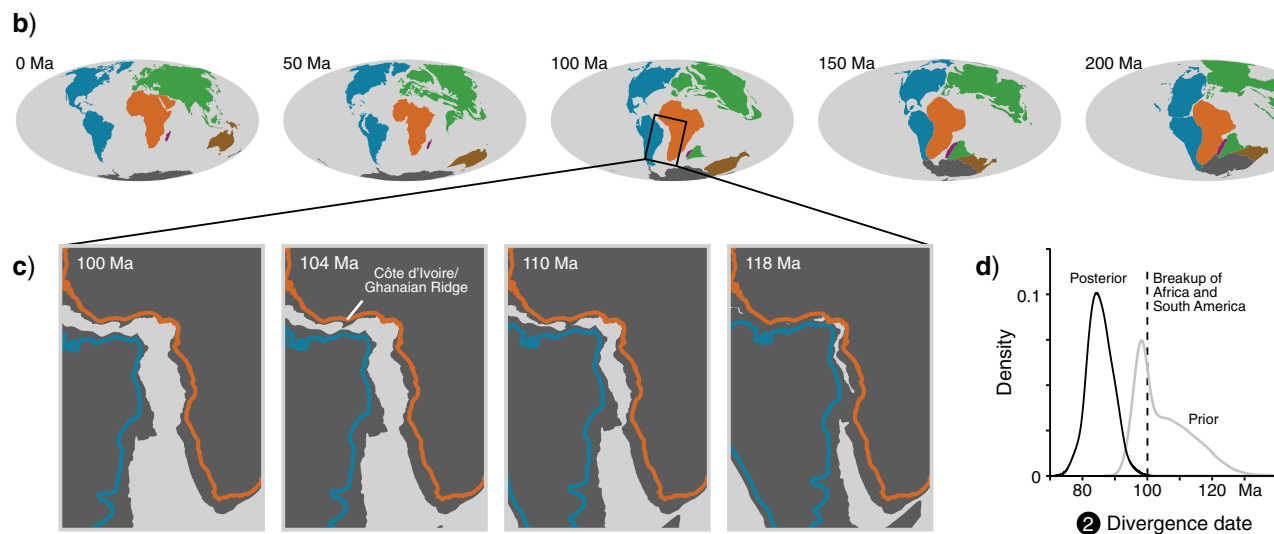 b)
0 Ma
50 Ma
100 Ma
150 Ma
200 Ma
c)
100 Ma
104 Ma
Côte d'Ivoire/
Ghanaian Ridge
110 Ma
118 Ma
d)
Posterior
Breakup of
Africa and
South America
Prior
Density
0.1
0
80
100
120
Ma
2 Divergence date